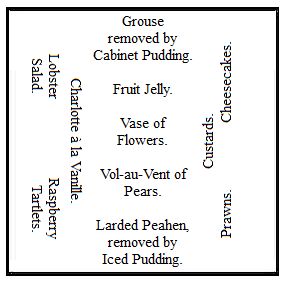 Grouse
removed by
Cabinet Pudding.
Lobster
Salad.
Cheesecakes.
Charlotte à la Vanille.
Fruit Jelly.
Vase of
Flowers.
Custards.
Vol-au-Vent of
Pears.
Raspberry
Tartlets.
Prawns.
Larded Peahen,
removed by
Iced Pudding.